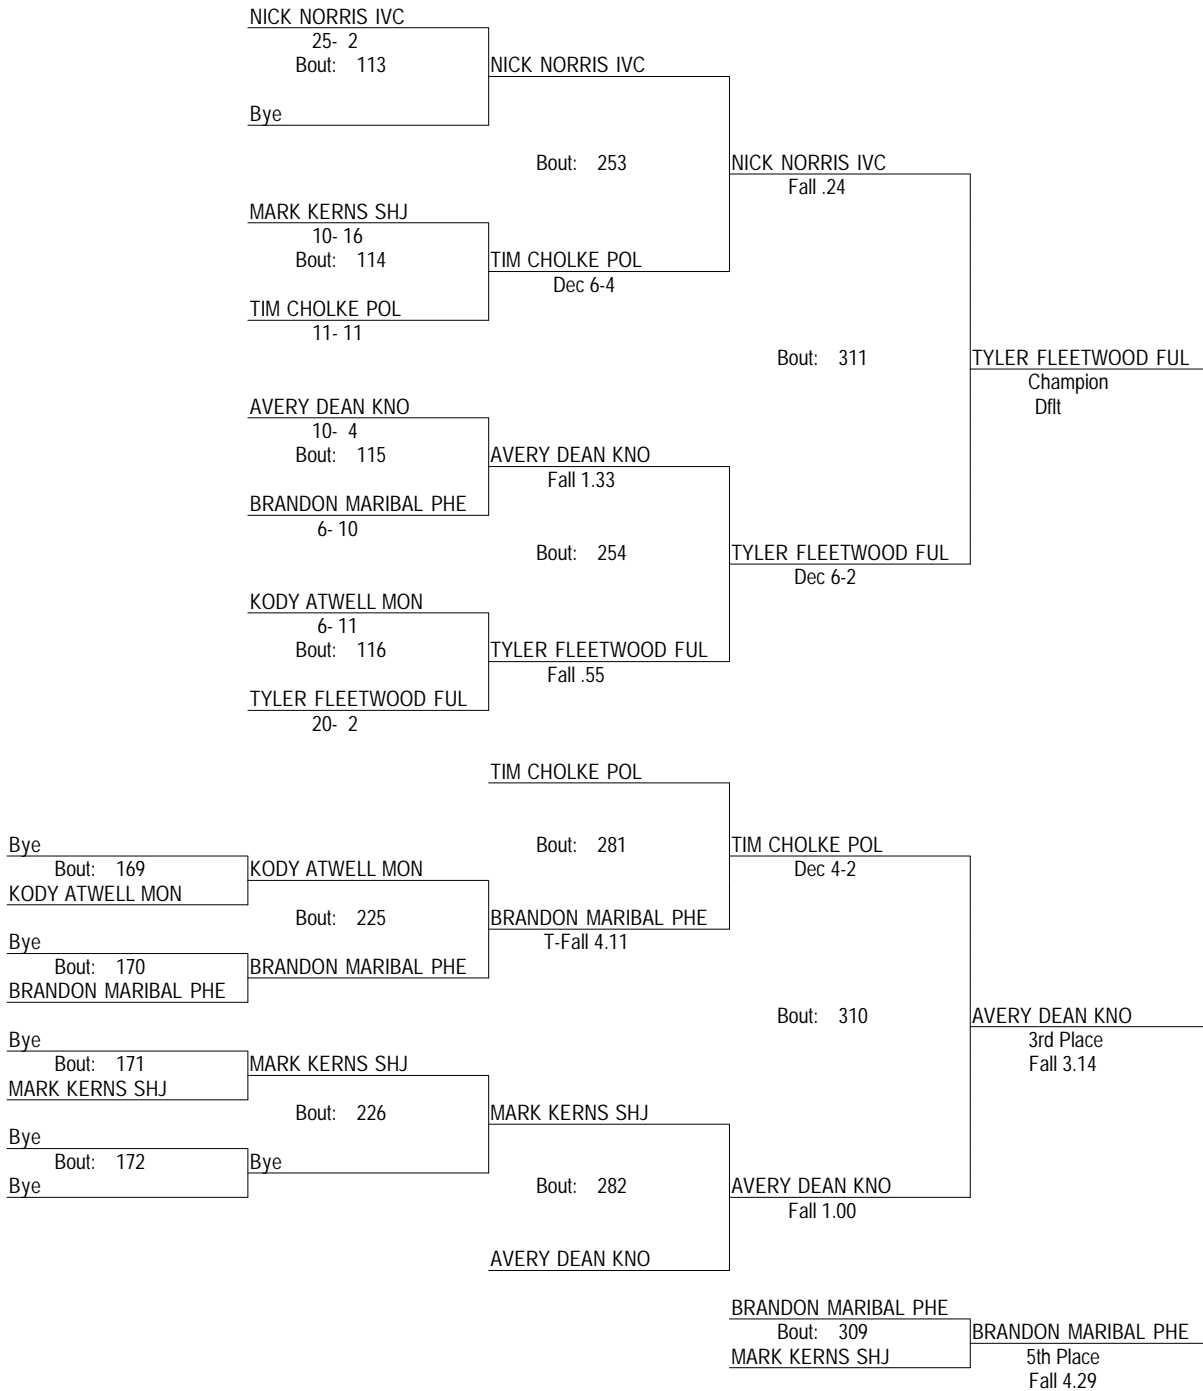 NICK NORRIS IVC
25- 2
Bout: 113
NICK NORRIS IVC
Bye
Bout: 253
NICK NORRIS IVC
Fall .24
MARK KERNS SHJ
10- 16
Bout: 114
TIM CHOLKE POL
Dec 6-4
TIM CHOLKE POL
11- 11
Bout: 311
TYLER FLEETWOOD FUL
Champion
Dflt
AVERY DEAN KNO
10- 4
Bout: 115
AVERY DEAN KNO
Fall 1.33
BRANDON MARIBAL PHE
6- 10
Bout: 254
TYLER FLEETWOOD FUL
Dec 6-2
KODY ATWELL MON
6- 11
Bout: 116
TYLER FLEETWOOD FUL
Fall .55
TYLER FLEETWOOD FUL
20- 2
TIM CHOLKE POL
Bout: 281
TIM CHOLKE POL
Dec 4-2
Bye
Bout: 169
KODY ATWELL MON
KODY ATWELL MON
Bout: 225
BRANDON MARIBAL PHE
T-Fall 4.11
Bye
Bout: 170
BRANDON MARIBAL PHE
BRANDON MARIBAL PHE
Bout: 310
AVERY DEAN KNO
3rd Place
Fall 3.14
Bye
Bout: 171
MARK KERNS SHJ
MARK KERNS SHJ
Bout: 226
MARK KERNS SHJ
Bye
Bout: 172
Bye
Bye
Bout: 282
AVERY DEAN KNO
Fall 1.00
AVERY DEAN KNO
BRANDON MARIBAL PHE
Bout: 309
BRANDON MARIBAL PHE
MARK KERNS SHJ
5th Place
Fall 4.29